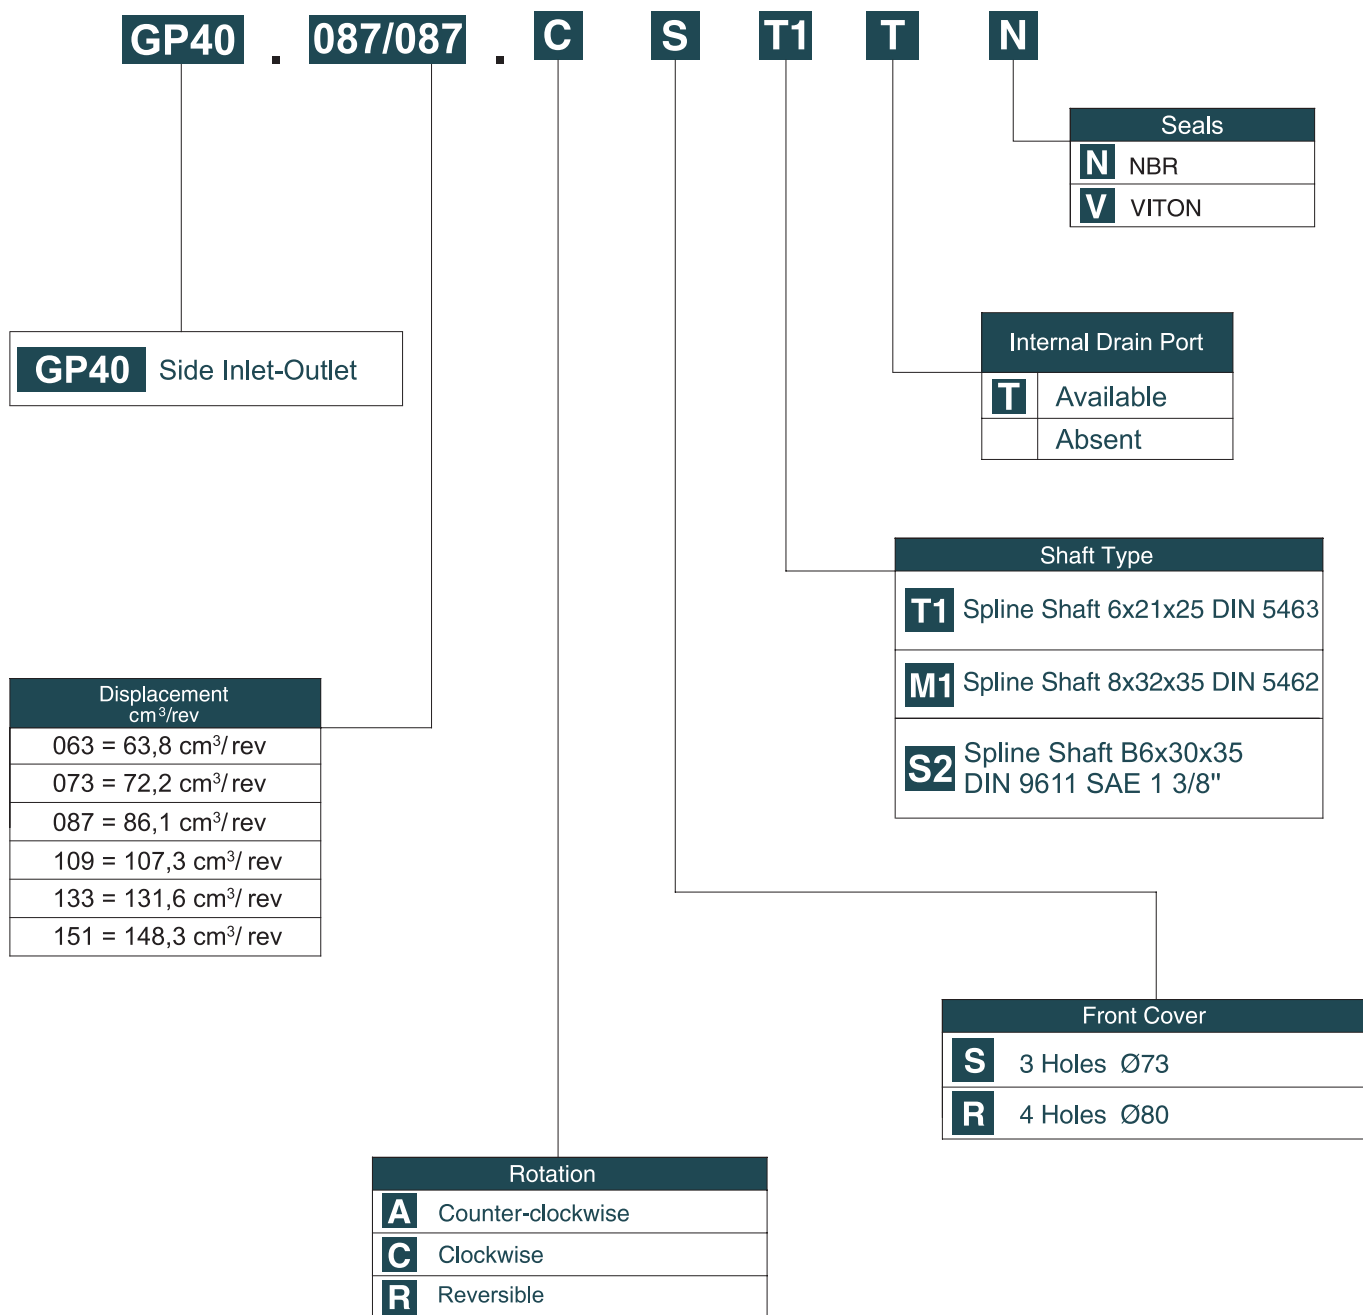 GP40 . 087/087 . C S T1 T N
Seals
N NBR
V VITON
Internal Drain Port
T Available
Absent
GP40 Side Inlet-Outlet
Shaft Type
T1 Spline Shaft 6x21x25 DIN 5463
M1 Spline Shaft 8x32x35 DIN 5462
S2 Spline Shaft B6x30x35
DIN 9611 SAE 1 3/8"
Displacement
cm³/rev
063 = 63,8 cm³/ rev
073 = 72,2 cm³/ rev
087 = 86,1 cm³/ rev
109 = 107,3 cm³/ rev
133 = 131,6 cm³/ rev
151 = 148,3 cm³/ rev
Front Cover
S 3 Holes Ø73
R 4 Holes Ø80
Rotation
A Counter-clockwise
C Clockwise
R Reversible